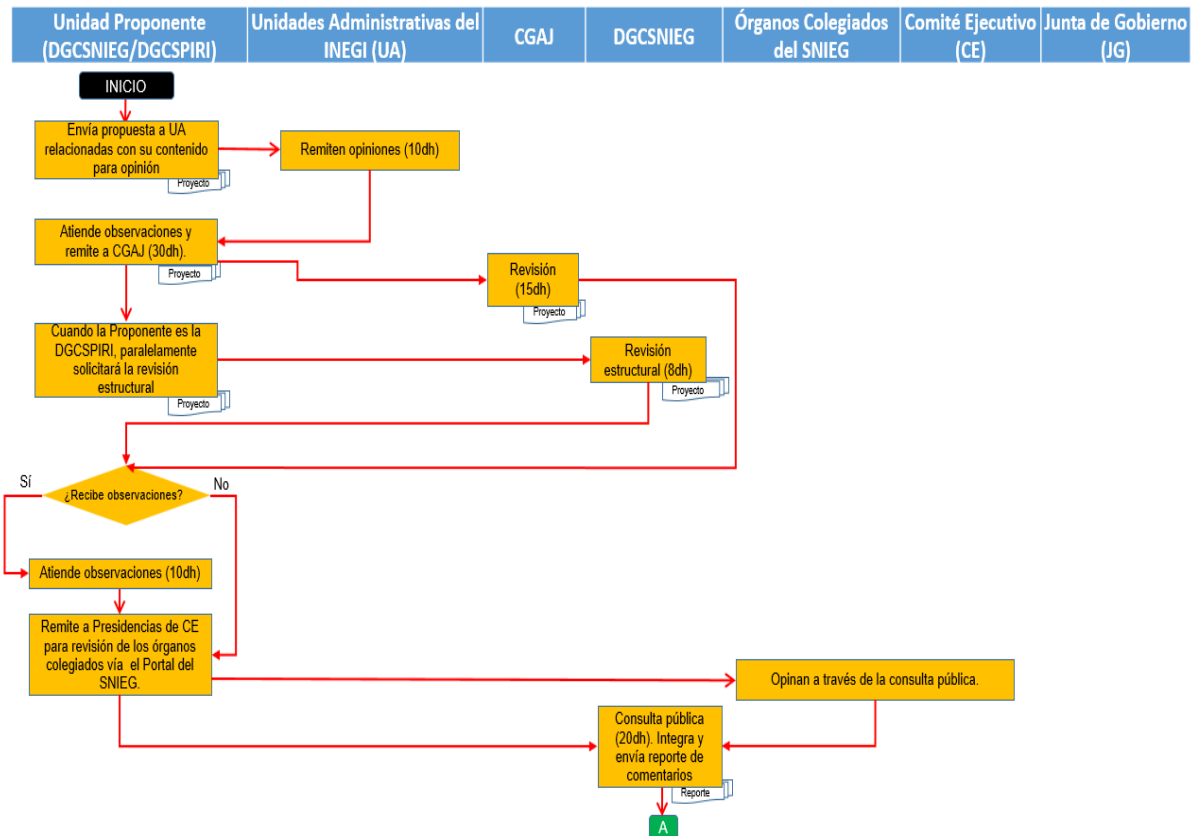 Unidad Proponente
(DGCSNIEG/DGCSPIRI)
Unidades Administrativas del
INEGI (UA)
CGAJ
DGCSNIEG
Órganos Colegiados
del SNIEG
Comité Ejecutivo
(CE)
Junta de Gobierno
(JG)
INICIO
Envía propuesta a UA
relacionadas con su contenido
para opinión
Proyecto
Remiten opiniones (10dh)
Atiende observaciones y
remite a CGAJ (30dh).
Proyecto
Revisión
(15dh)
Proyecto
Cuando la Proponente es la
DGCSPIRI, paralelamente
solicitará la revisión
estructural
Proyecto
Revisión
estructural (8dh)
Proyecto
Sí
¿Recibe observaciones?
No
Atiende observaciones (10dh)
Remite a Presidencias de CE
para revisión de los órganos
colegiados vía el Portal del
SNIEG.
Opinan a través de la consulta pública.
Consulta pública
(20dh). Integra y
envía reporte de
comentarios
Reporte
A